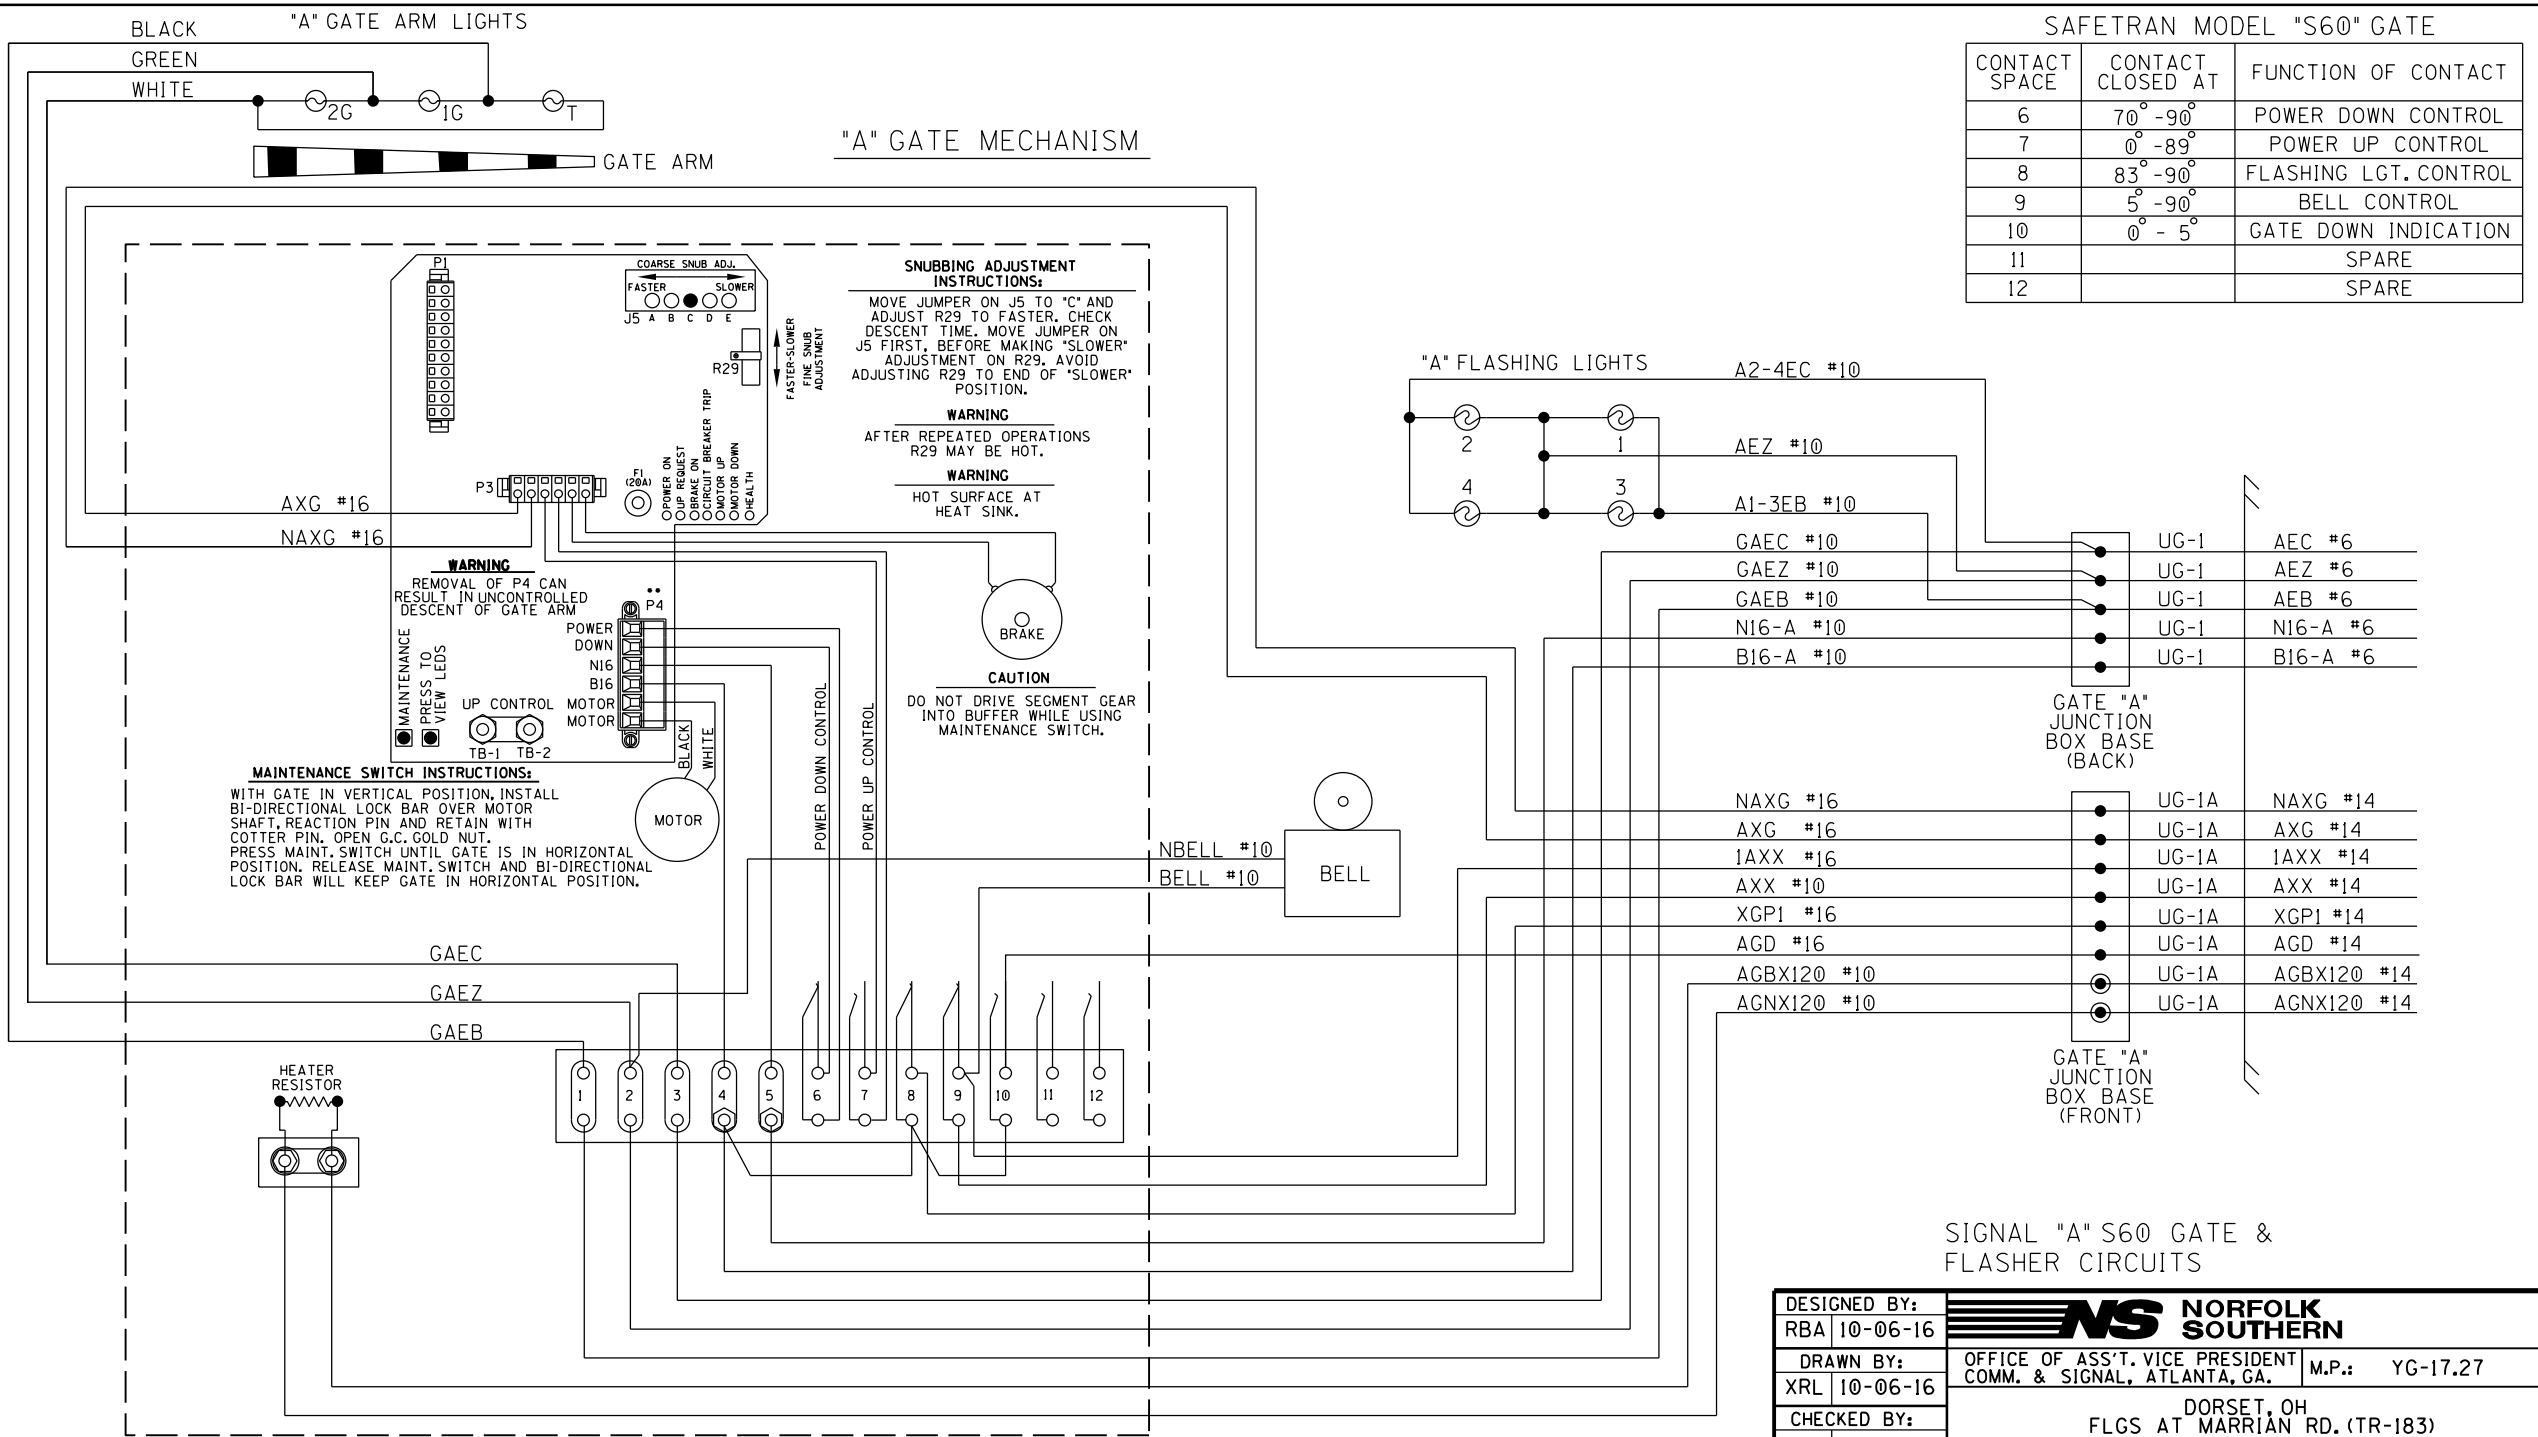 "A" GATE ARM LIGHTS
BLACK
GREEN
WHITE
2G
1G
T
GATE ARM
"A" GATE MECHANISM
SAFETRAN MODEL "S60" GATE
CONTACT SPACE
CONTACT CLOSED AT
FUNCTION OF CONTACT
6 70° -90° POWER DOWN CONTROL
7 0° -89° POWER UP CONTROL
8 83° -90° FLASHING LGT. CONTROL
9 5° -90° BELL CONTROL
10 0° - 5° GATE DOWN INDICATION
11 SPARE
12 SPARE
P1
COARSE SNUB ADJ.
FASTER SLOWER
J5 A B C D E
R29
FASTER-SLOWER
FINE SNUB
ADJUSTMENT
SNUBBING ADJUSTMENT
INSTRUCTIONS:
MOVE JUMPER ON J5 TO "C" AND
ADJUST R29 TO FASTER. CHECK
DESCENT TIME. MOVE JUMPER ON
J5 FIRST, BEFORE MAKING "SLOWER"
ADJUSTMENT ON R29. AVOID
ADJUSTING R29 TO END OF "SLOWER"
POSITION.
WARNING
AFTER REPEATED OPERATIONS
R29 MAY BE HOT.
WARNING
HOT SURFACE AT
HEAT SINK.
P3
F1
(20A)
POWER ON
UP REQUEST
BRAKE ON
CIRCUIT BREAKER TRIP
MOTOR UP
MOTOR DOWN
HEALTH
AXG #16
NAXG #16
WARNING
REMOVAL OF P4 CAN
RESULT IN UNCONTROLLED
DESCENT OF GATE ARM
P4
POWER
DOWN
N16
B16
MOTOR
MOTOR
MAINTENANCE
PRESS TO
VIEW LEDS
UP CONTROL
TB-1 TB-2
BLACK
WHITE
MOTOR
BRAKE
CAUTION
DO NOT DRIVE SEGMENT GEAR
INTO BUFFER WHILE USING
MAINTENANCE SWITCH.
POWER DOWN CONTROL
POWER UP CONTROL
MAINTENANCE SWITCH INSTRUCTIONS:
WITH GATE IN VERTICAL POSITION, INSTALL
BI-DIRECTIONAL LOCK BAR OVER MOTOR
SHAFT, REACTION PIN AND RETAIN WITH
COTTER PIN. OPEN G.C. GOLD NUT.
PRESS MAINT. SWITCH UNTIL GATE IS IN HORIZONTAL
POSITION. RELEASE MAINT. SWITCH AND BI-DIRECTIONAL
LOCK BAR WILL KEEP GATE IN HORIZONTAL POSITION.
NBELL #10
BELL #10
BELL
GAEC
GAEZ
GAEB
HEATER
RESISTOR
1 2 3 4 5 6 7 8 9 10 11 12
"A" FLASHING LIGHTS
2
1
4
3
A2-4EC #10
AEZ #10
A1-3EB #10
GAEC #10 UG-1 AEC #6
GAEZ #10 UG-1 AEZ #6
GAEB #10 UG-1 AEB #6
N16-A #10 UG-1 N16-A #6
B16-A #10 UG-1 B16-A #6
GATE "A"
JUNCTION
BOX BASE
(BACK)
NAXG #16 UG-1A NAXG #14
AXG #16 UG-1A AXG #14
1AXX #16 UG-1A 1AXX #14
AXX #10 UG-1A AXX #14
XGP1 #16 UG-1A XGP1 #14
AGD #16 UG-1A AGD #14
AGBX120 #10 UG-1A AGBX120 #14
AGNX120 #10 UG-1A AGNX120 #14
GATE "A"
JUNCTION
BOX BASE
(FRONT)
SIGNAL "A" S60 GATE &
FLASHER CIRCUITS
DESIGNED BY:
RBA 10-06-16
DRAWN BY:
XRL 10-06-16
CHECKED BY:
NS NORFOLK
SOUTHERN
OFFICE OF ASS'T. VICE PRESIDENT
COMM. & SIGNAL, ATLANTA, GA.
M.P.: YG-17.27
DORSET, OH
FLGS AT MARRIAN RD. (TR-183)